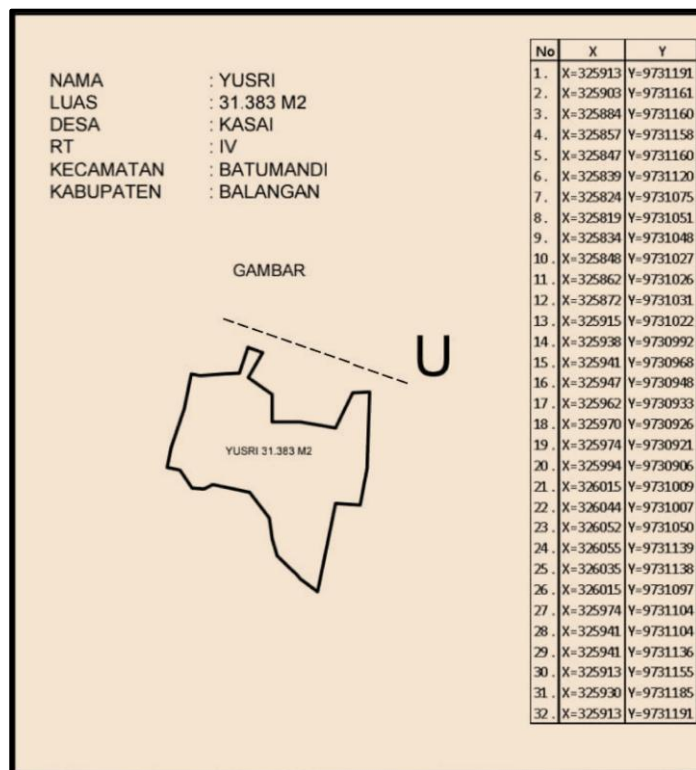 NAMA : YUSRI
LUAS : 31.383 M2
DESA : KASAI
RT : IV
KECAMATAN : BATUMANDI
KABUPATEN : BALANGAN
GAMBAR
U
YUSRI 31.383 M2
No X Y
1. X=325913 Y=9731191
2. X=325903 Y=9731161
3. X=325884 Y=9731160
4. X=325857 Y=9731158
5. X=325847 Y=9731160
6. X=325839 Y=9731120
7. X=325824 Y=9731075
8. X=325819 Y=9731051
9. X=325834 Y=9731048
10. X=325848 Y=9731027
11. X=325862 Y=9731026
12. X=325872 Y=9731031
13. X=325915 Y=9731022
14. X=325938 Y=9730992
15. X=325941 Y=9730968
16. X=325947 Y=9730948
17. X=325962 Y=9730933
18. X=325970 Y=9730926
19. X=325974 Y=9730921
20. X=325994 Y=9730906
21. X=326015 Y=9731009
22. X=326044 Y=9731007
23. X=326052 Y=9731050
24. X=326055 Y=9731139
25. X=326035 Y=9731138
26. X=326015 Y=9731097
27. X=325974 Y=9731104
28. X=325941 Y=9731104
29. X=325941 Y=9731136
30. X=325913 Y=9731155
31. X=325930 Y=9731185
32. X=325913 Y=9731191